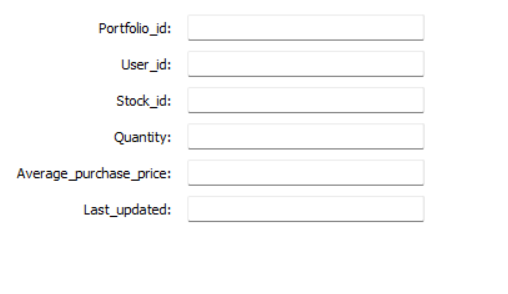 Portfolio_id:
User_id:
Stock_id:
Quantity:
Average_purchase_price:
Last_updated: